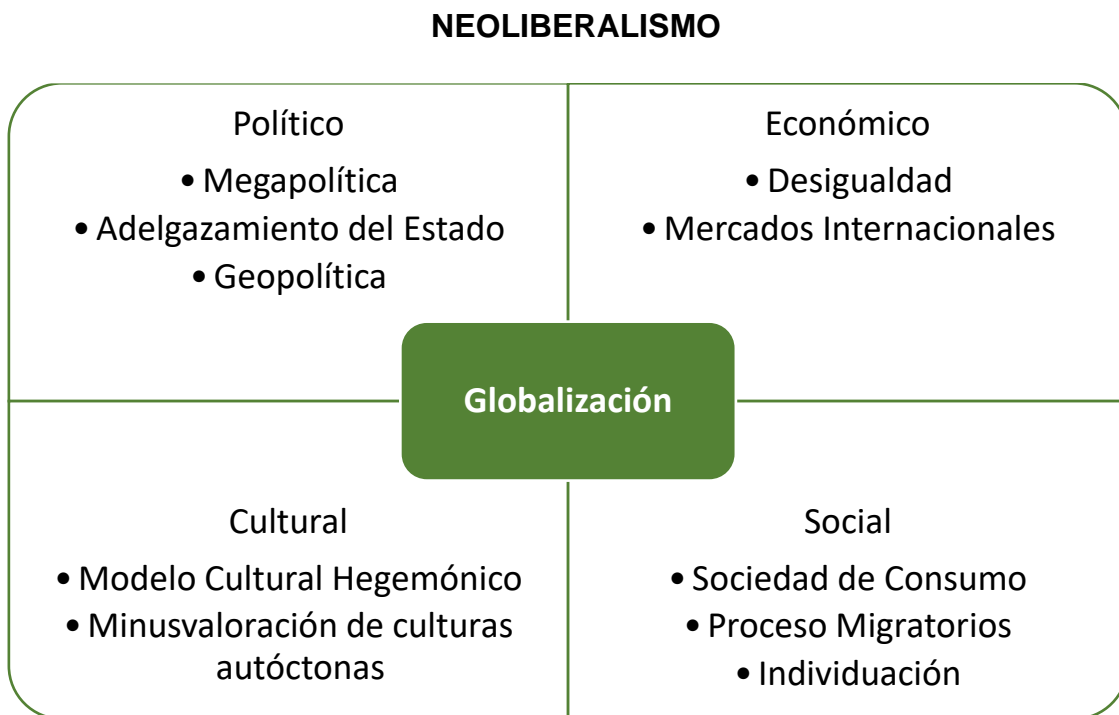 NEOLIBERALISMO
Político
• Megapolítica
• Adelgazamiento del Estado
• Geopolítica
Económico
• Desigualdad
• Mercados Internacionales
Globalización
Cultural
• Modelo Cultural Hegemónico
• Minusvaloración de culturas
autóctonas
Social
• Sociedad de Consumo
• Proceso Migratorios
• Individuación